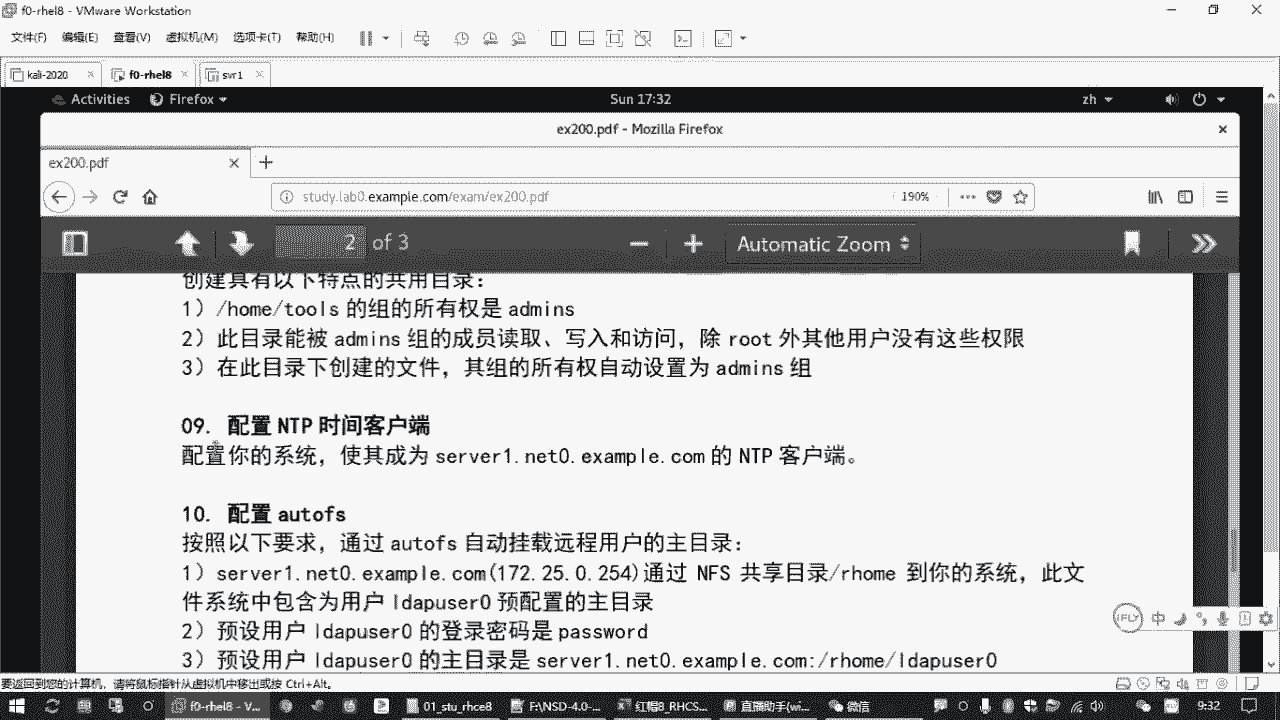 f0-rhel8 - VMware Workstation
文件(F) 编辑(E) 查看(V) 虚拟机(M) 选项卡(T) 帮助(H)
kali-2020 f0-rhel8 svr1
Activities Firefox Sun 17:32 zh
ex200.pdf - Mozilla Firefox
ex200.pdf
study.lab0.example.com/exam/ex200.pdf 190%
2 of 3 Automatic Zoom
创建具有以下特点的共用目录：
1）/home/tools 的组的所有权是 admins
2）此目录能被 admins 组的成员读取、写入和访问，除 root 外其他用户没有这些权限
3）在此目录下创建的文件，其组的所有权自动设置为 admins 组
09. 配置 NTP 时间客户端
配置你的系统，使其成为 server1.net0.example.com 的 NTP 客户端。
10. 配置 autofs
按照以下要求，通过 autofs 自动挂载远程用户的主目录：
1）server1.net0.example.com(172.25.0.254)通过 NFS 共享目录/rhome 到你的系统，此文
件系统中包含为用户 ldapuser0 预配置的主目录
2）预设用户 ldapuser0 的登录密码是 password
3）预设用户 ldapuser0 的主目录是 server1.net0.example.com:/rhome/ldapuser0
iFLY 中
要返回到您的计算机，请将鼠标指针从虚拟机中移出或按 Ctrl+Alt。
f0-rhel8 - V... 01_stu_rhce8 F:\NSD-4.0-... 红帽8_RHCS... 直播助手(wi... 微信 9:32